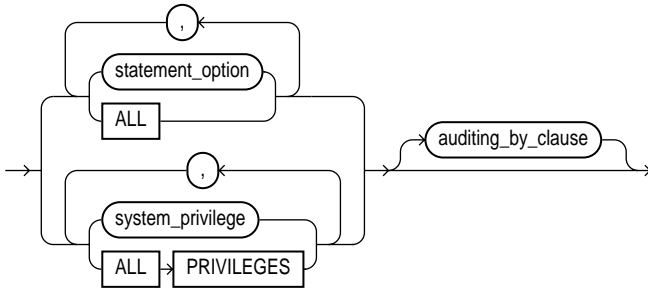 ,
statement_option
ALL
auditing_by_clause
,
system_privilege
ALL PRIVILEGES